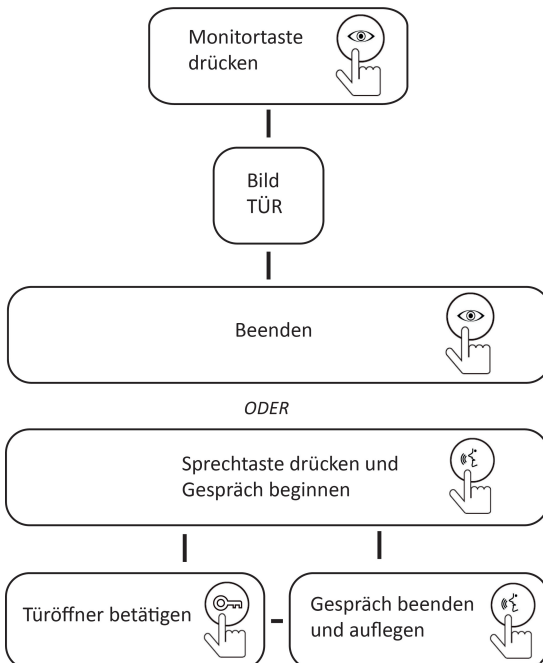 Monitortaste
drücken
Bild
TÜR
Beenden
ODER
Sprechtaste drücken und
Gespräch beginnen
Türöffner betätigen
Gespräch beenden
und auflegen